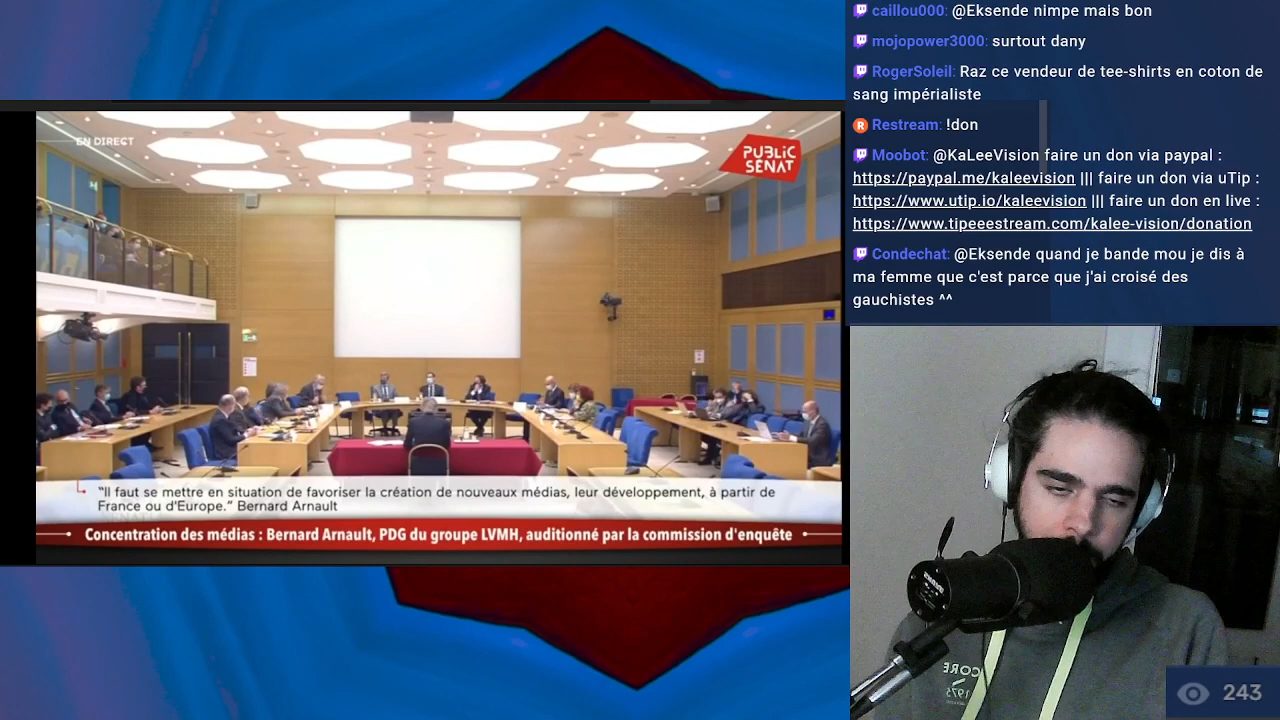 caillou000: @Eksende nimpe mais bon
mojopower3000: surtout dany
RogerSoleil: Raz ce vendeur de tee-shirts en coton de
sang impérialiste
Restream: !don
Moobot: @KaLeeVision faire un don via paypal :
https://paypal.me/kaleevision ||| faire un don via uTip :
https://www.utip.io/kaleevision ||| faire un don en live :
https://www.tipeeestream.com/kalee-vision/donation
Condechat: @Eksende quand je bande mou je dis à
ma femme que c'est parce que j'ai croisé des
gauchistes ^^
EN DIRECT
PUBLIC
SÉNAT
"Il faut se mettre en situation de favoriser la création de nouveaux médias, leur développement, à partir de
France ou d'Europe." Bernard Arnault
Concentration des médias : Bernard Arnault, PDG du groupe LVMH, auditionné par la commission d'enquête
CORE
1975
243